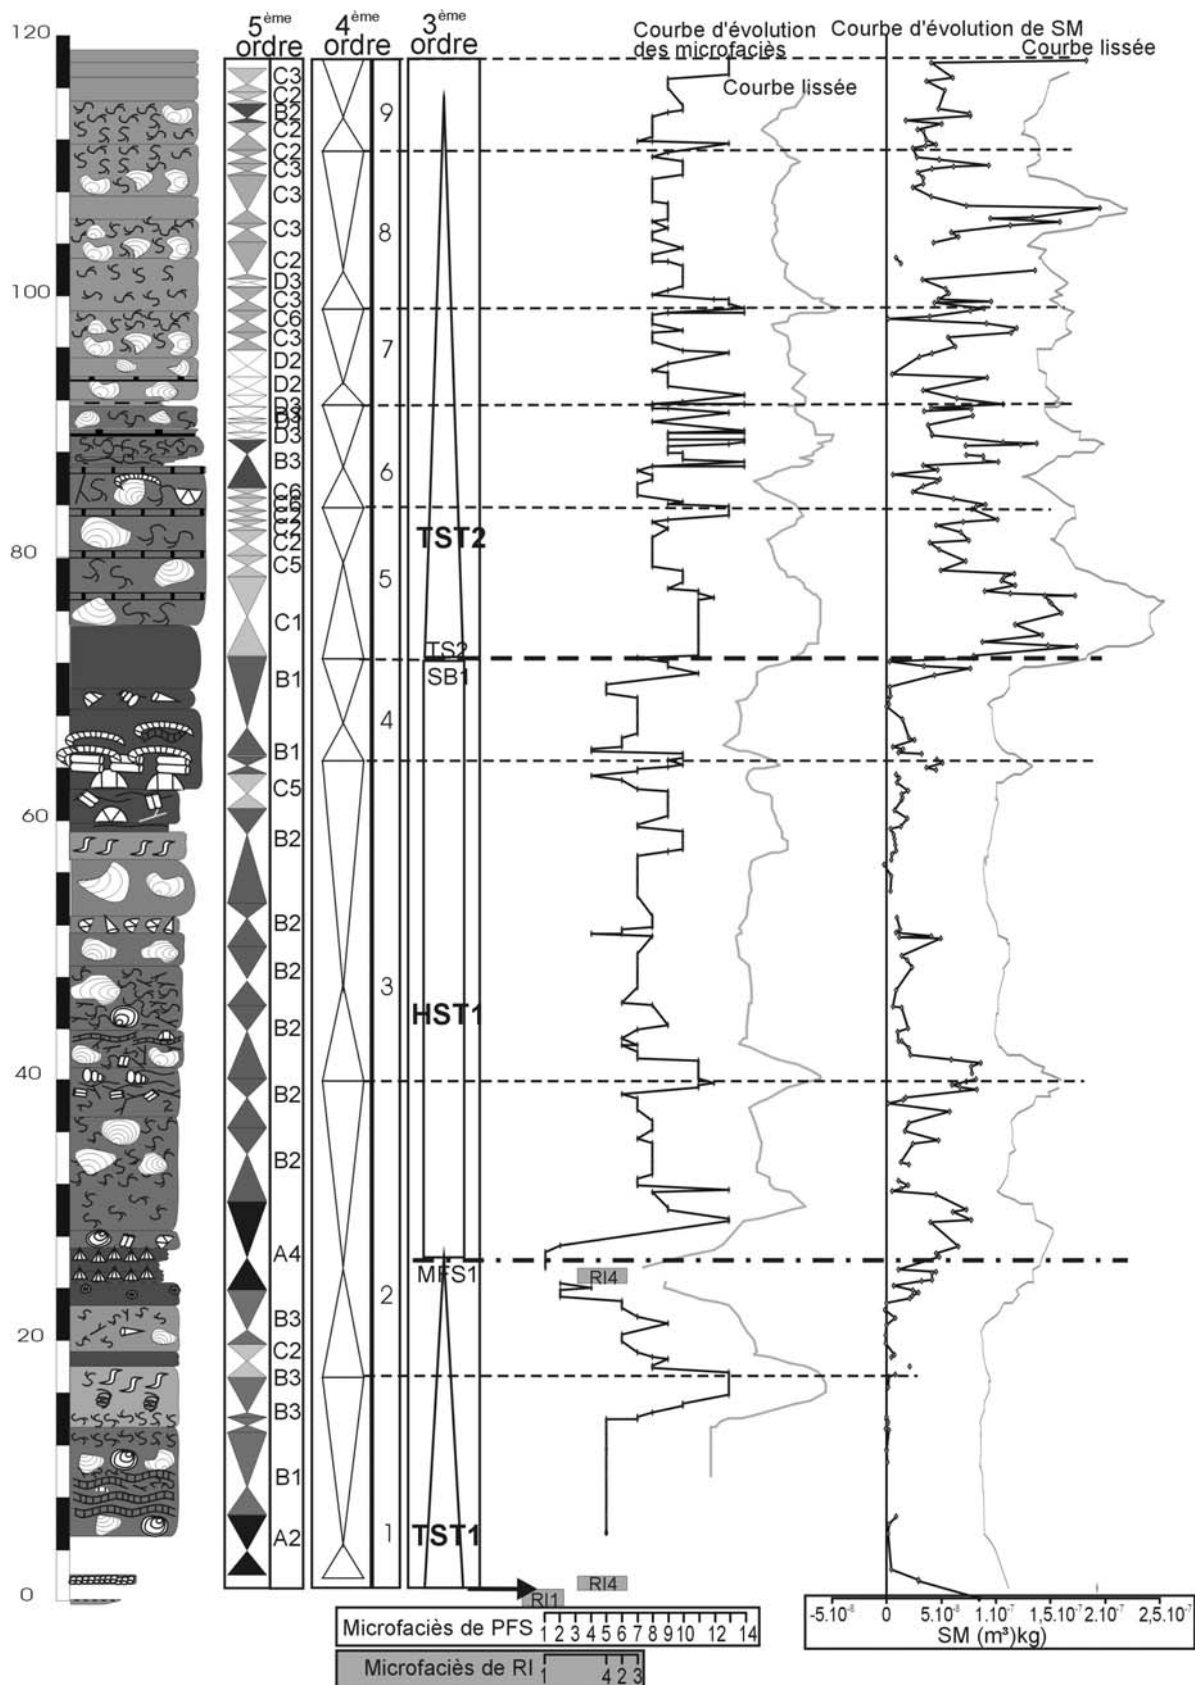 5ème ordre
4ème ordre
3ème ordre
Courbe d'évolution des microfaciès
Courbe lissée
Courbe d'évolution de SM
Courbe lissée
120
100
80
60
40
20
0
C3
C2
B2
C2
C2
C3
C3
C3
C2
D3
C3
C6
C3
D2
D2
D3
D3
B3
C6
C2
C2
C5
C1
B1
B1
C5
B2
B2
B2
B2
B2
B2
A4
B3
C2
B3
B3
B1
A2
9
8
7
6
5
4
3
2
1
TST2
TS2
SB1
HST1
MFS1
TST1
RI4
RI4
RI1
Microfaciès de PFS 1 2 3 4 5 6 7 8 9 10 12 14
Microfaciès de RI 1 4 2 3
-5.10⁻⁸ 0 5.10⁻⁸ 1.10⁻⁷ 1,5.10⁻⁷ 2.10⁻⁷ 2,5.10⁻⁷
SM (m³)kg)